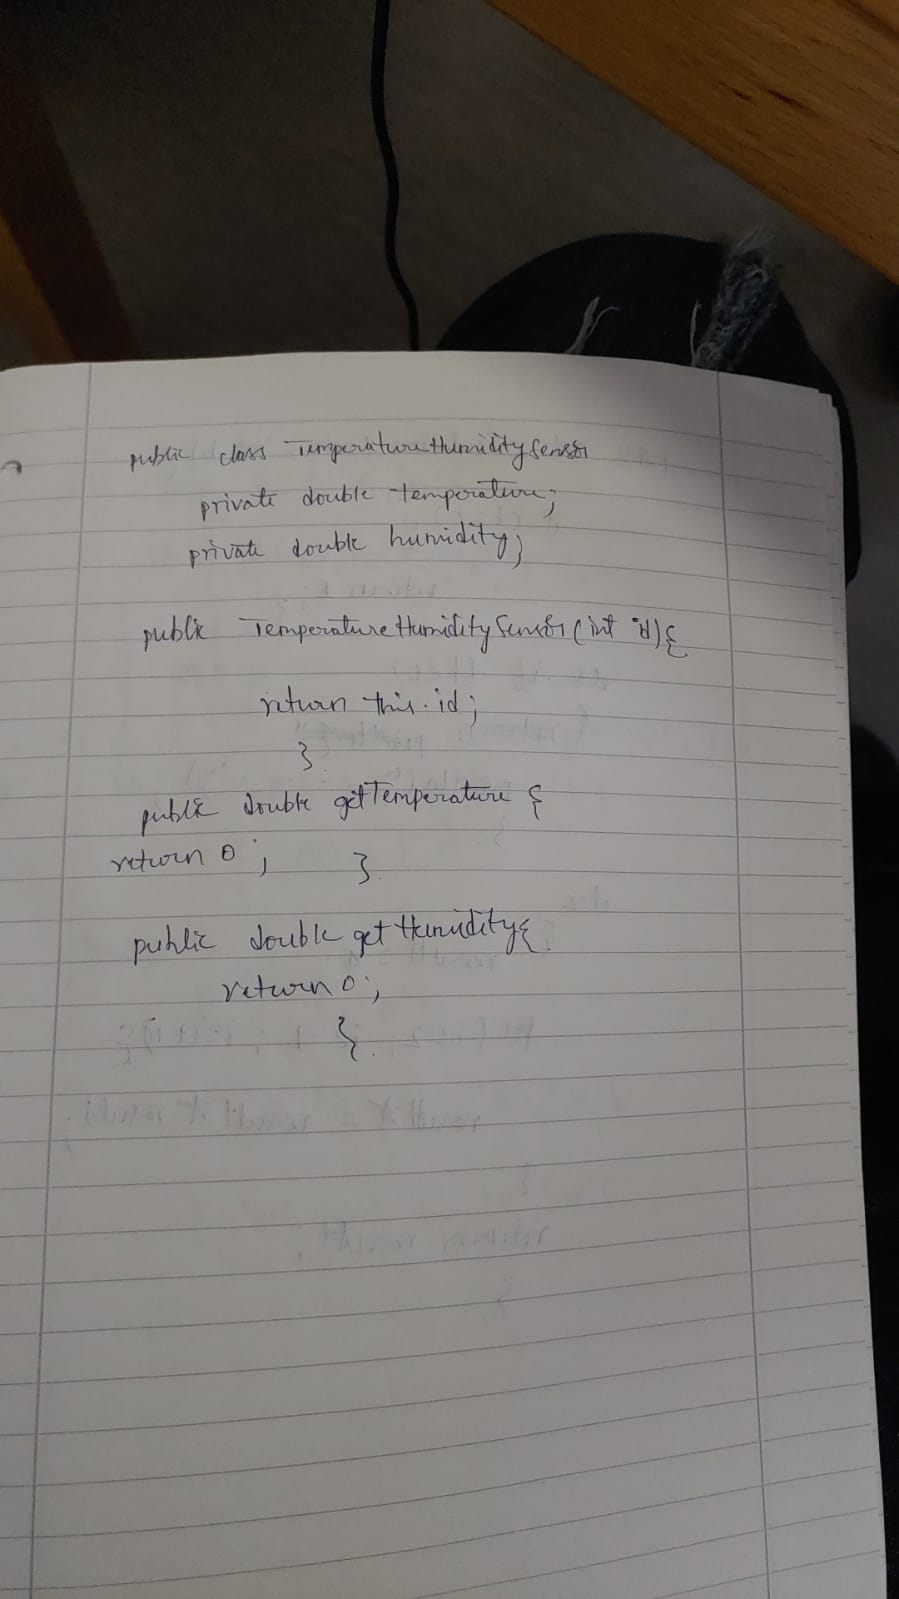 public class TemperatureHumiditySensor
private double temperature;
private double humidity;
public TemperatureHumiditySensor(int id){
return this.id;
}
public double getTemperature {
return 0;
}
public double getHumidity{
return 0;
}